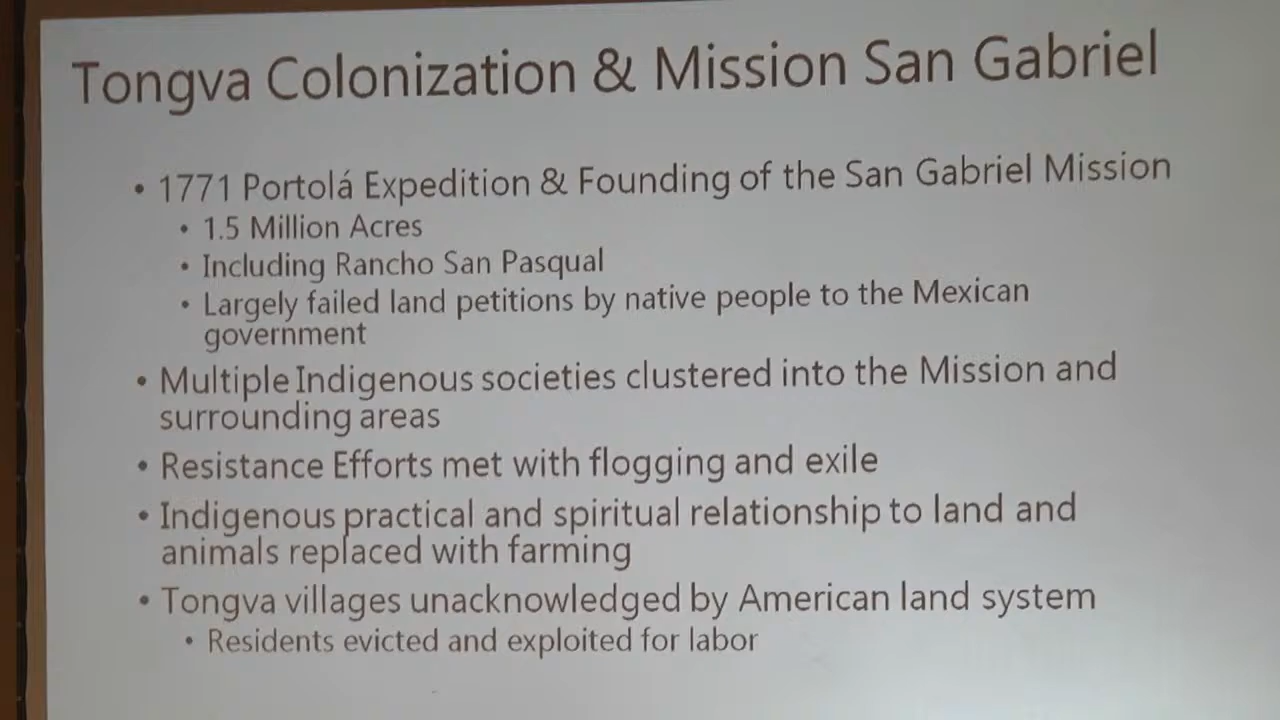 Tongva Colonization & Mission San Gabriel
• 1771 Portolá Expedition & Founding of the San Gabriel Mission
• 1.5 Million Acres
• Including Rancho San Pasqual
• Largely failed land petitions by native people to the Mexican
government
• Multiple Indigenous societies clustered into the Mission and
surrounding areas
• Resistance Efforts met with flogging and exile
• Indigenous practical and spiritual relationship to land and
animals replaced with farming
• Tongva villages unacknowledged by American land system
• Residents evicted and exploited for labor